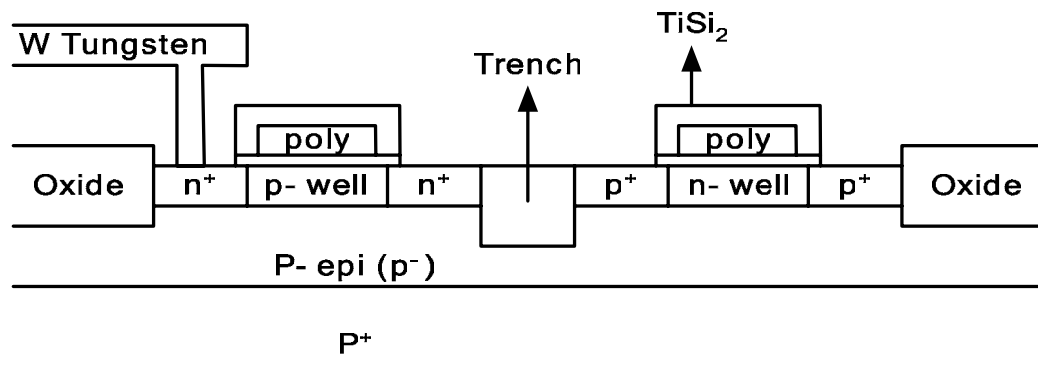 TiSi₂
W Tungsten
Trench
poly
poly
Oxide
n⁺
p- well
n⁺
p⁺
n- well
p⁺
Oxide
P- epi (p⁻)
P⁺